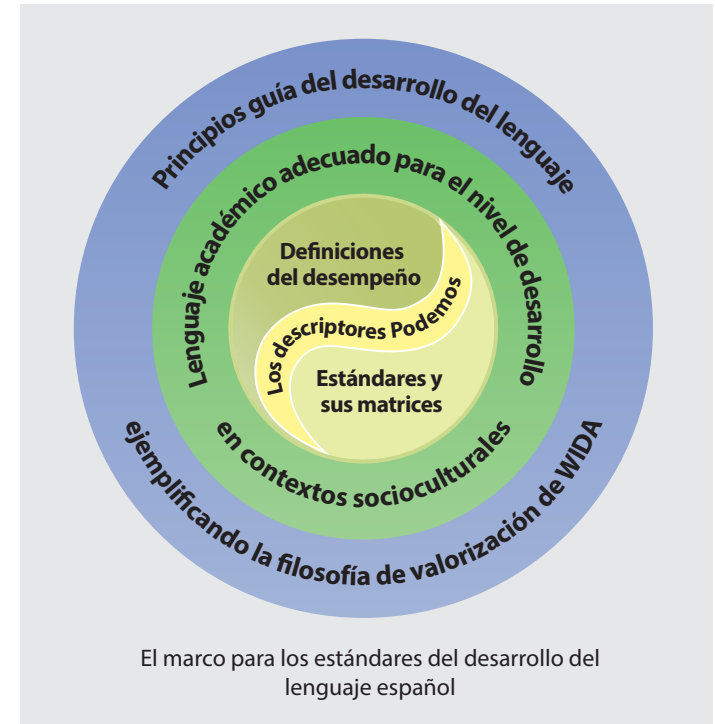 Principios guía del desarrollo del lenguaje
ejemplificando la filosofía de valorización de WIDA
Lenguaje académico adecuado para el nivel de desarrollo
en contextos socioculturales
Definiciones
del desempeño
Los descriptores Podemos
Estándares y
sus matrices
El marco para los estándares del desarrollo del
lenguaje español